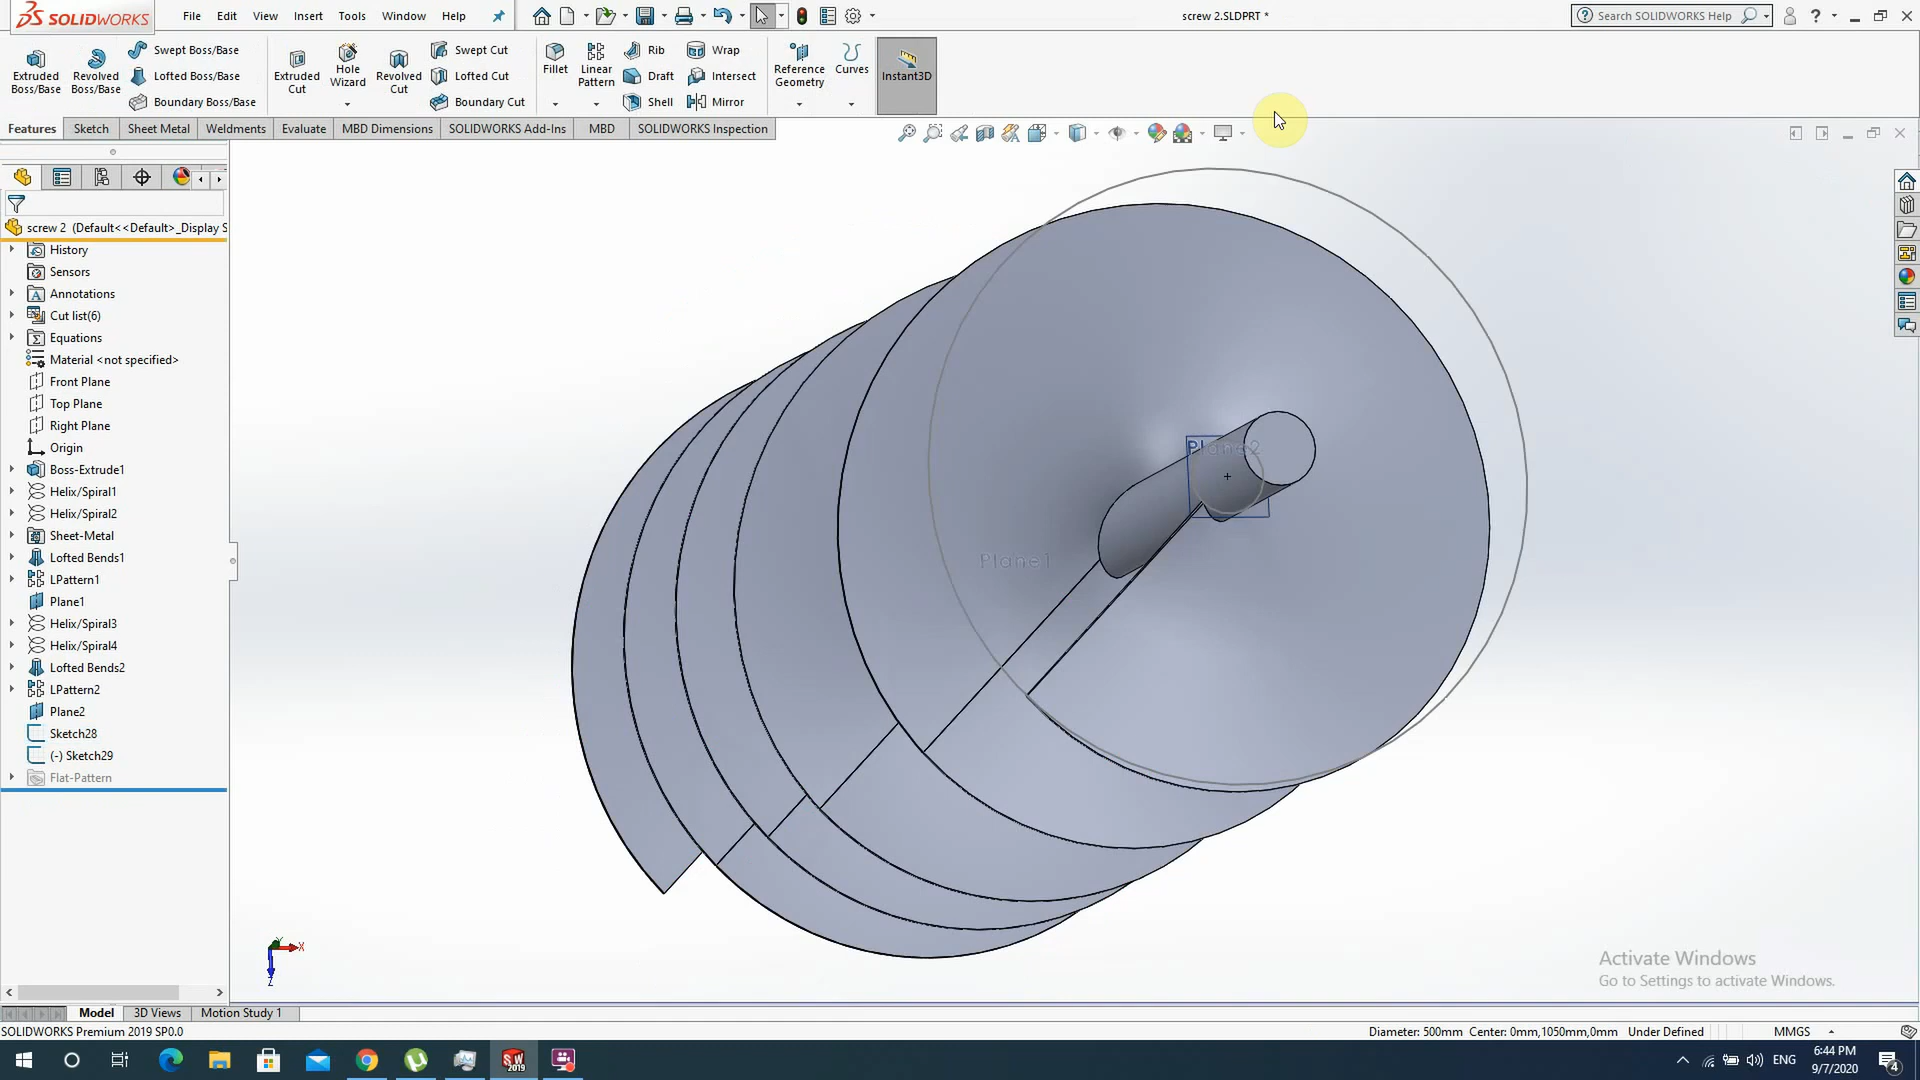 SOLIDWORKS
File Edit View Insert Tools Window Help
screw 2.SLDPRT *
Search SOLIDWORKS Help
Extruded Boss/Base
Revolved Boss/Base
Swept Boss/Base
Lofted Boss/Base
Boundary Boss/Base
Extruded Cut
Hole Wizard
Revolved Cut
Swept Cut
Lofted Cut
Boundary Cut
Fillet
Linear Pattern
Rib
Draft
Shell
Wrap
Intersect
Mirror
Reference Geometry
Curves
Instant3D
Features Sketch Sheet Metal Weldments Evaluate MBD Dimensions SOLIDWORKS Add-Ins MBD SOLIDWORKS Inspection
screw 2 (Default<<Default>_Display S
History
Sensors
Annotations
Cut list(6)
Equations
Material <not specified>
Front Plane
Top Plane
Right Plane
Origin
Boss-Extrude1
Helix/Spiral1
Helix/Spiral2
Sheet-Metal
Lofted Bends1
LPattern1
Plane1
Helix/Spiral3
Helix/Spiral4
Lofted Bends2
LPattern2
Plane2
Sketch28
(-) Sketch29
Flat-Pattern
Plane2
Plane1
X
Z
Activate Windows
Go to Settings to activate Windows.
Model 3D Views Motion Study 1
SOLIDWORKS Premium 2019 SP0.0
Diameter: 500mm Center: 0mm,1050mm,0mm Under Defined MMGS
ENG
6:44 PM
9/7/2020
4